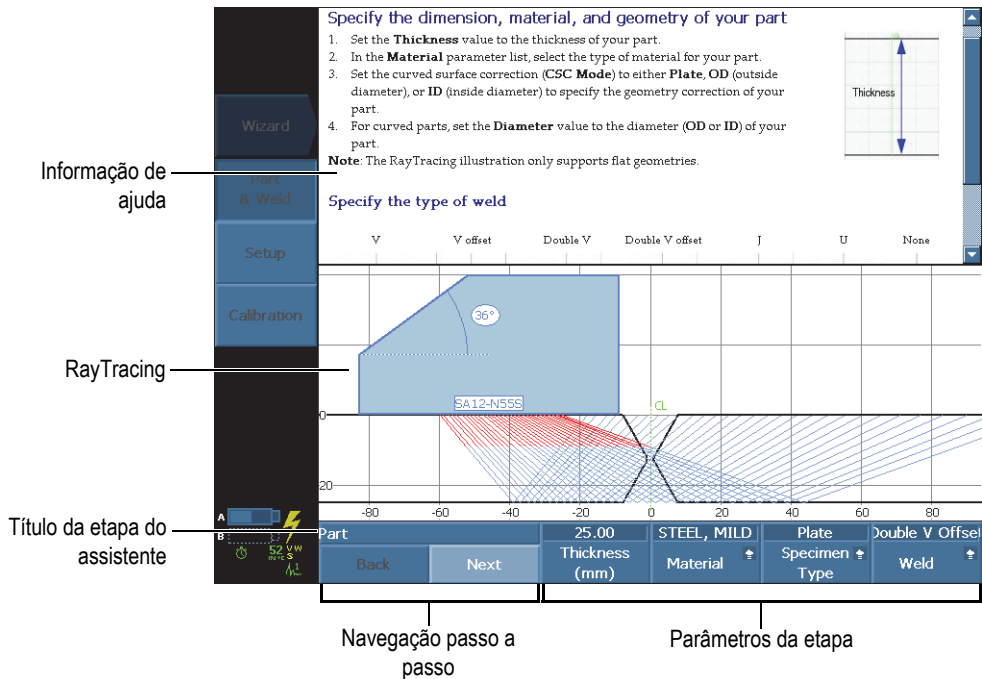 Specify the dimension, material, and geometry of your part
1. Set the Thickness value to the thickness of your part.
2. In the Material parameter list, select the type of material for your part.
3. Set the curved surface correction (CSC Mode) to either Plate, OD (outside
diameter), or ID (inside diameter) to specify the geometry correction of your
part.
4. For curved parts, set the Diameter value to the diameter (OD or ID) of your
part.
Note: The RayTracing illustration only supports flat geometries.
Thickness
Specify the type of weld
V V offset Double V Double V offset J U None
Wizard
Part
& Weld
Setup
Calibration
Informação de
ajuda
RayTracing
Título da etapa do
assistente
36°
SA12-N55S
CL
0
20
-80 -60 -40 -20 0 20 40 60 80
A
B
52
Part
Back
Next
25.00
Thickness
(mm)
STEEL, MILD
Material
Plate
Specimen
Type
Double V Offset
Weld
Navegação passo a
passo
Parâmetros da etapa